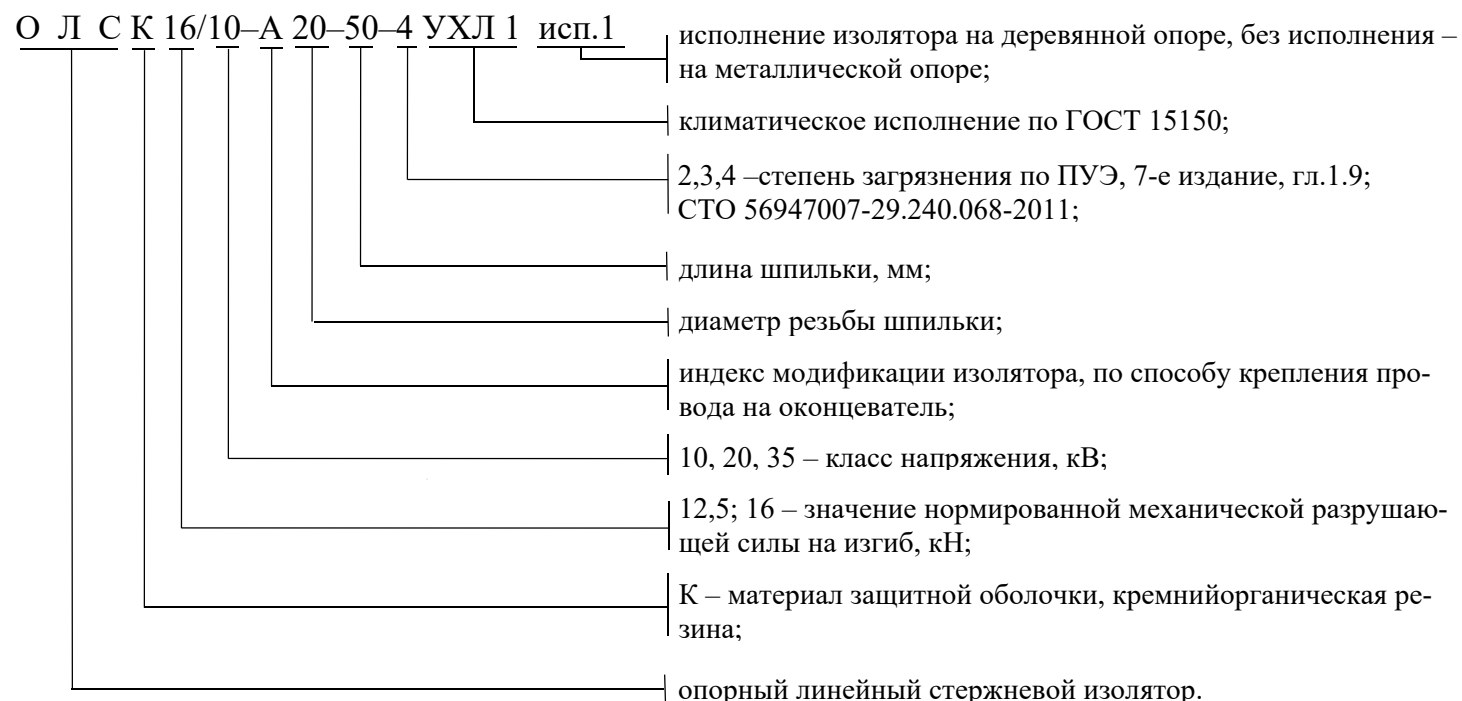 О Л С К 16/10–А 20–50–4 УХЛ 1 исп.1
исполнение изолятора на деревянной опоре, без исполнения –
на металлической опоре;
климатическое исполнение по ГОСТ 15150;
2,3,4 –степень загрязнения по ПУЭ, 7-е издание, гл.1.9;
СТО 56947007-29.240.068-2011;
длина шпильки, мм;
диаметр резьбы шпильки;
индекс модификации изолятора, по способу крепления про-
вода на оконцеватель;
10, 20, 35 – класс напряжения, кВ;
12,5; 16 – значение нормированной механической разрушаю-
щей силы на изгиб, кН;
К – материал защитной оболочки, кремнийорганическая ре-
зина;
опорный линейный стержневой изолятор.